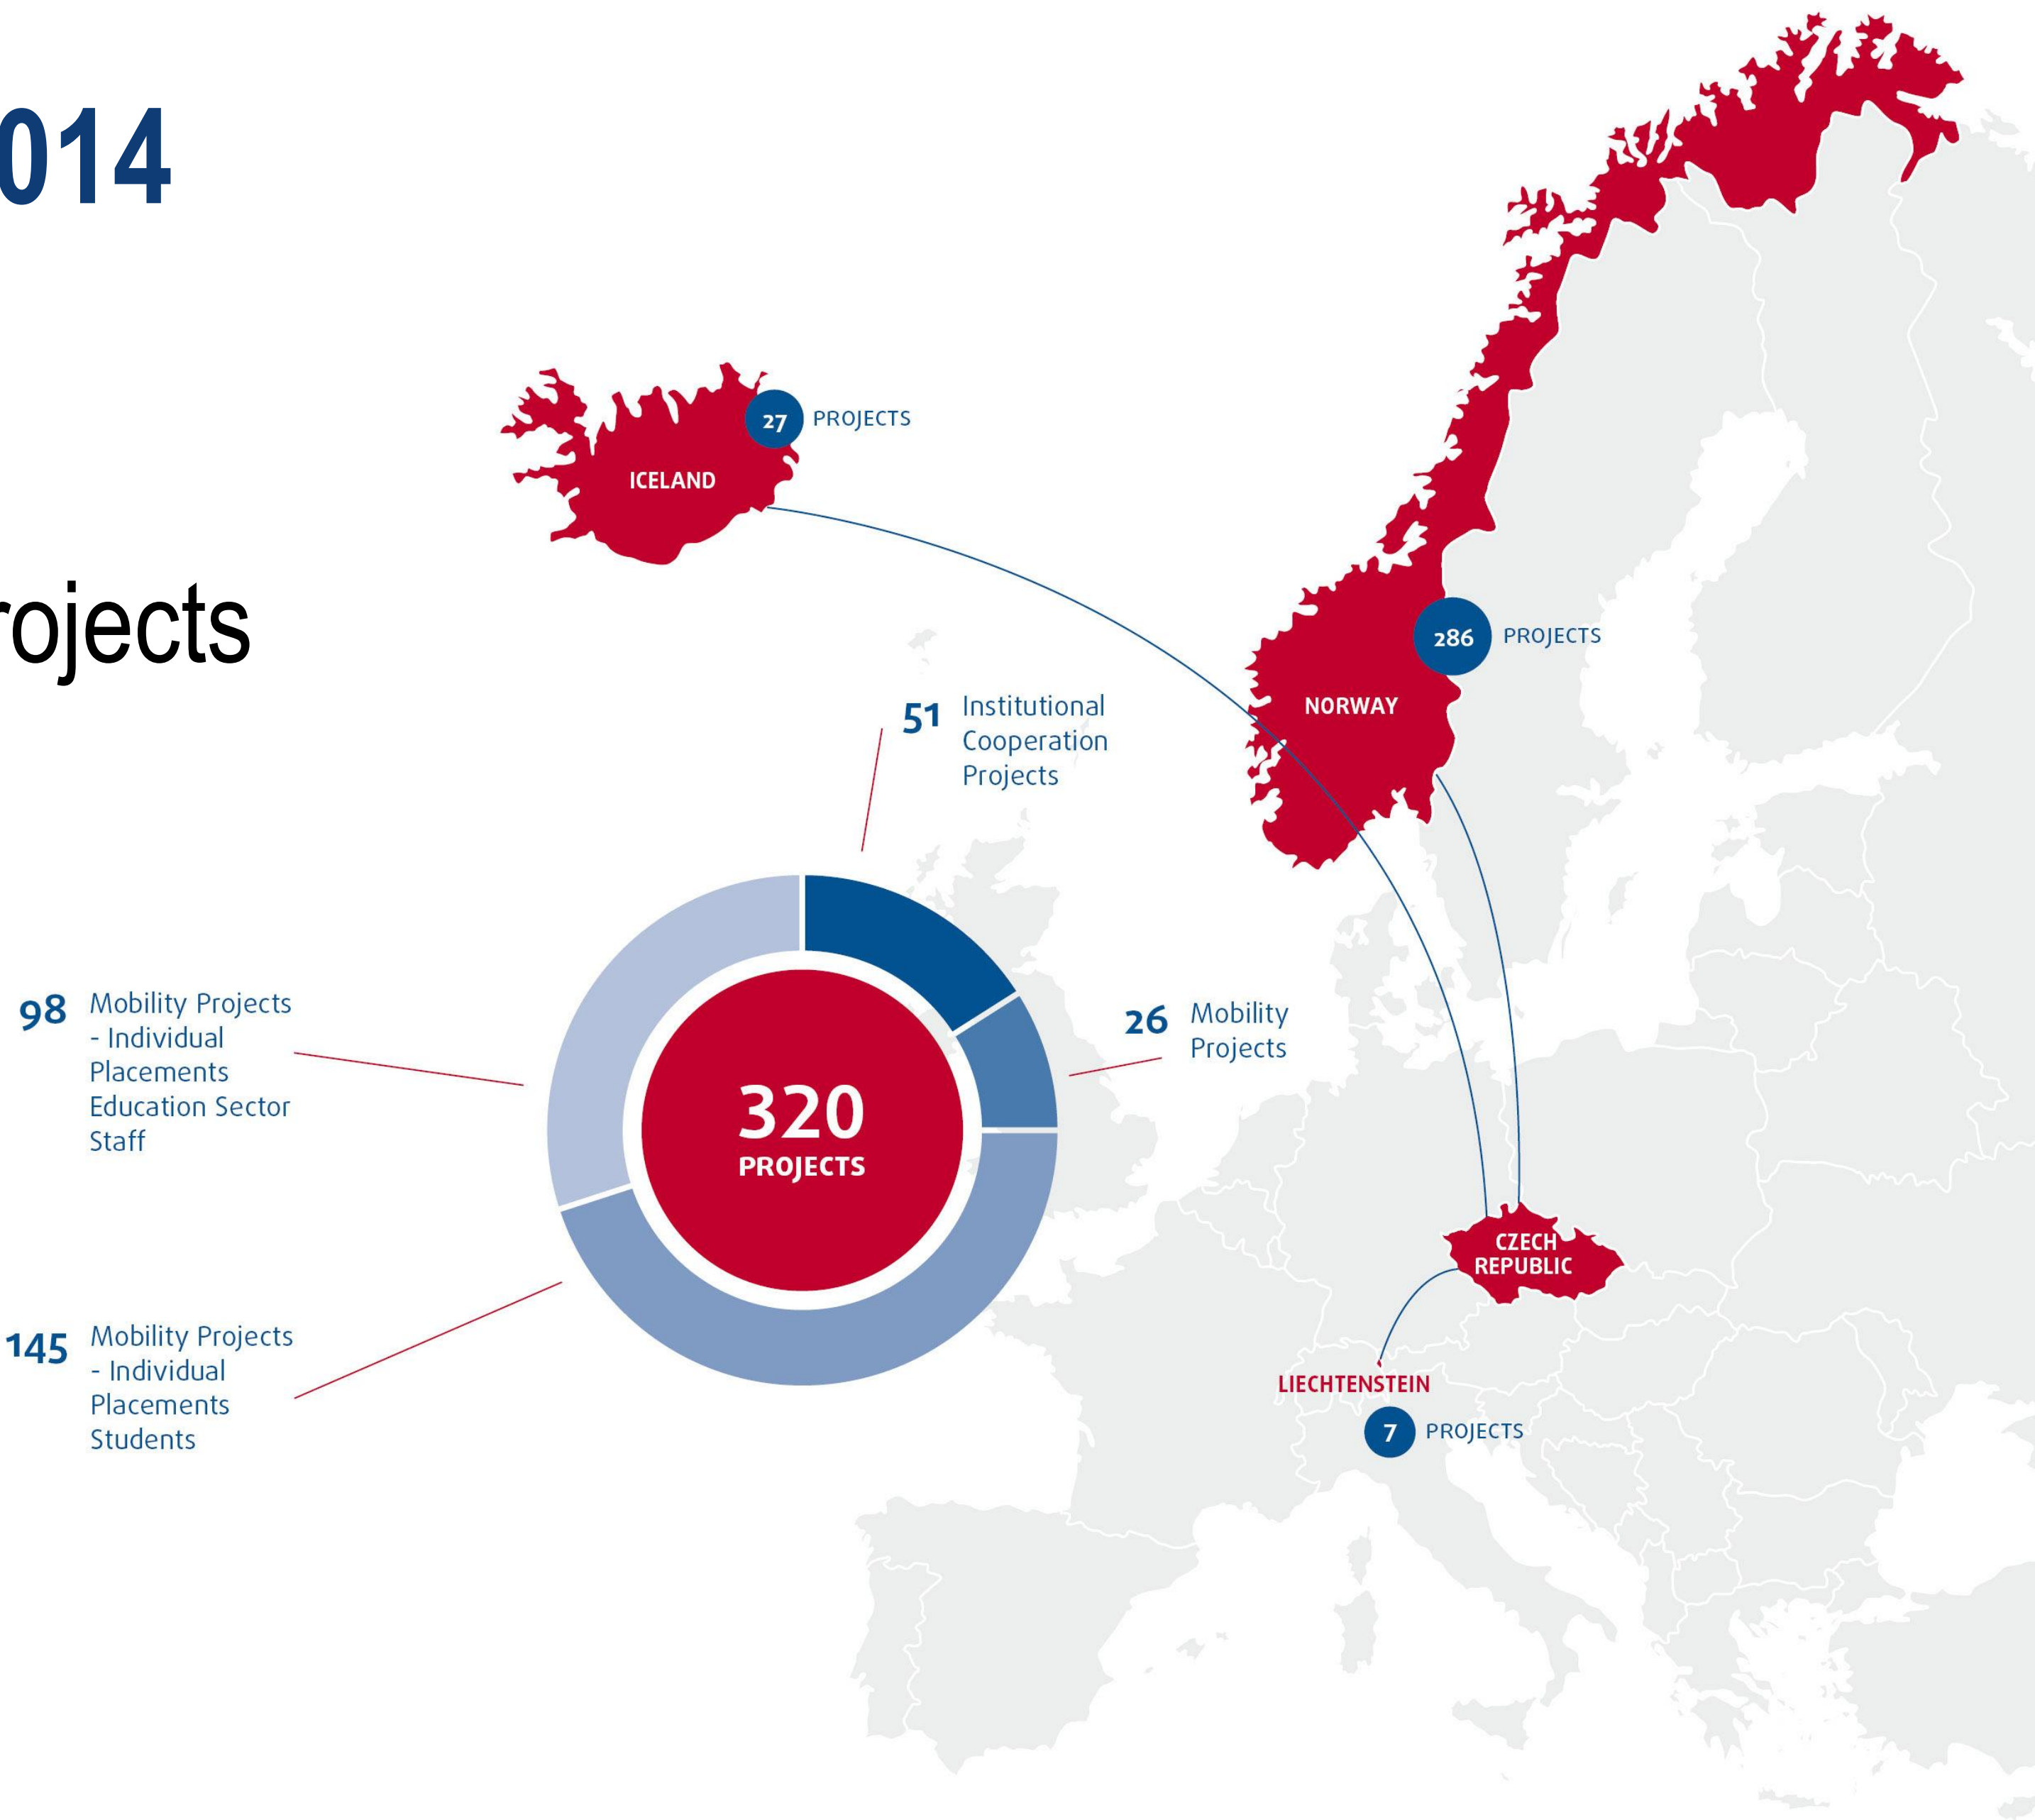 014
rojects
27 PROJECTS
ICELAND
286 PROJECTS
NORWAY
51 Institutional
Cooperation
Projects
98 Mobility Projects
- Individual
Placements
Education Sector
Staff
26 Mobility
Projects
320
PROJECTS
145 Mobility Projects
- Individual
Placements
Students
CZECH
REPUBLIC
LIECHTENSTEIN
7 PROJECTS